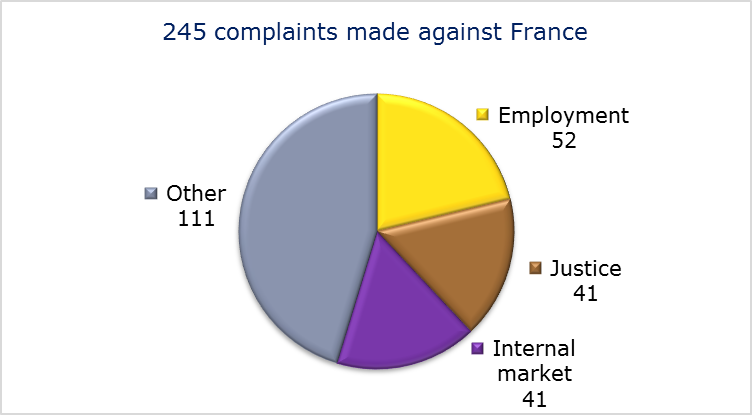 245 complaints made against France
Employment
52
Other
111
Justice
41
Internal
market
41